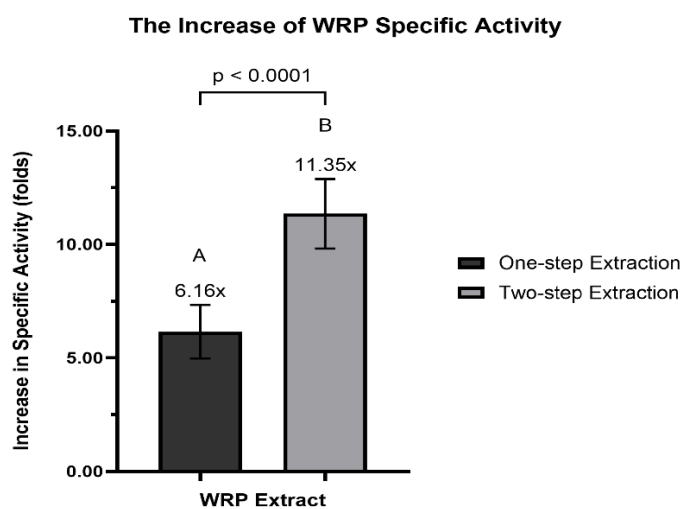 The Increase of WRP Specific Activity
p < 0.0001
B
11.35x
A
6.16x
15.00
10.00
5.00
0.00
Increase in Specific Activity (folds)
WRP Extract
One-step Extraction
Two-step Extraction